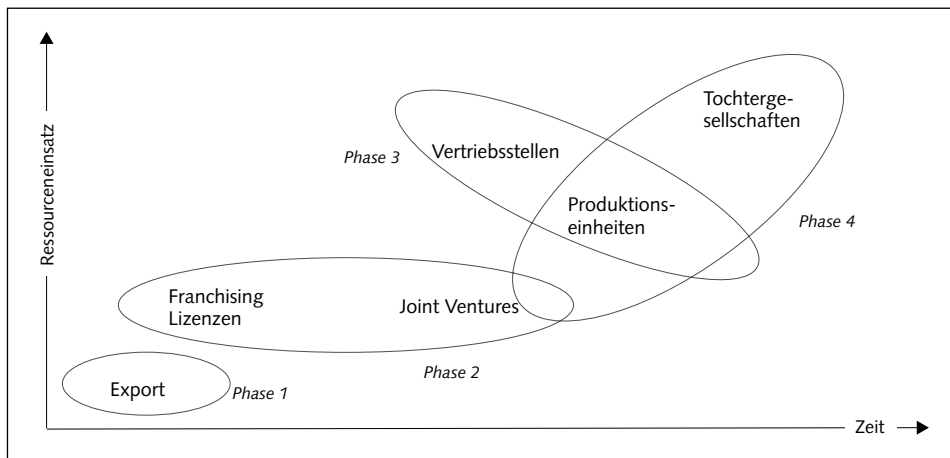 Ressourceneinsatz
Tochterge-
sellschaften
Vertriebsstellen
Phase 3
Produktions-
einheiten
Phase 4
Franchising
Lizenzen
Joint Ventures
Phase 2
Export
Phase 1
Zeit